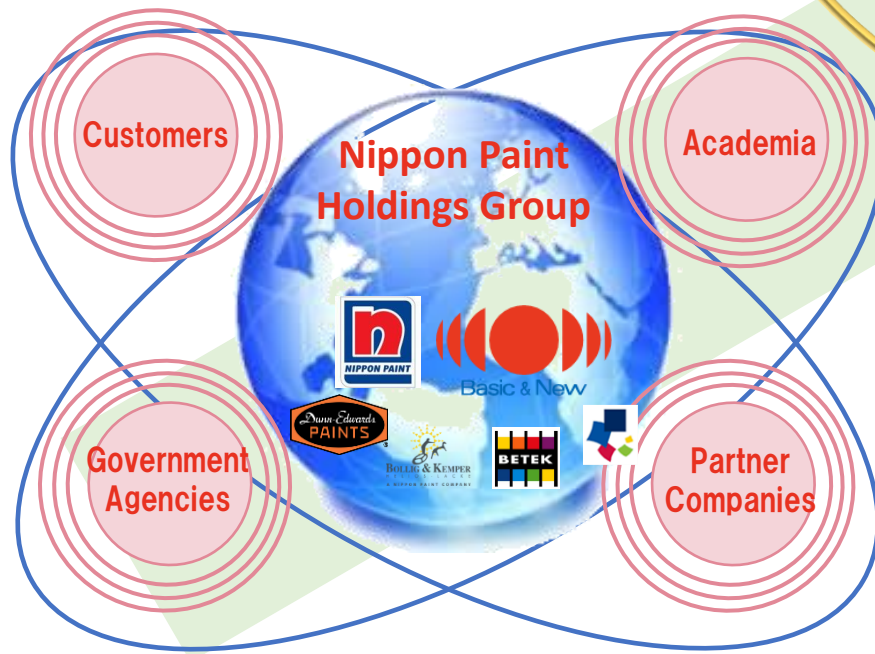 Customers
Academia
Nippon Paint
Holdings Group
n
NIPPON PAINT
Basic & New
Dunn-Edwards
PAINTS
BOLLIG & KEMPER
A NIPPON PAINT COMPANY
BETEK
Government
Agencies
Partner
Companies